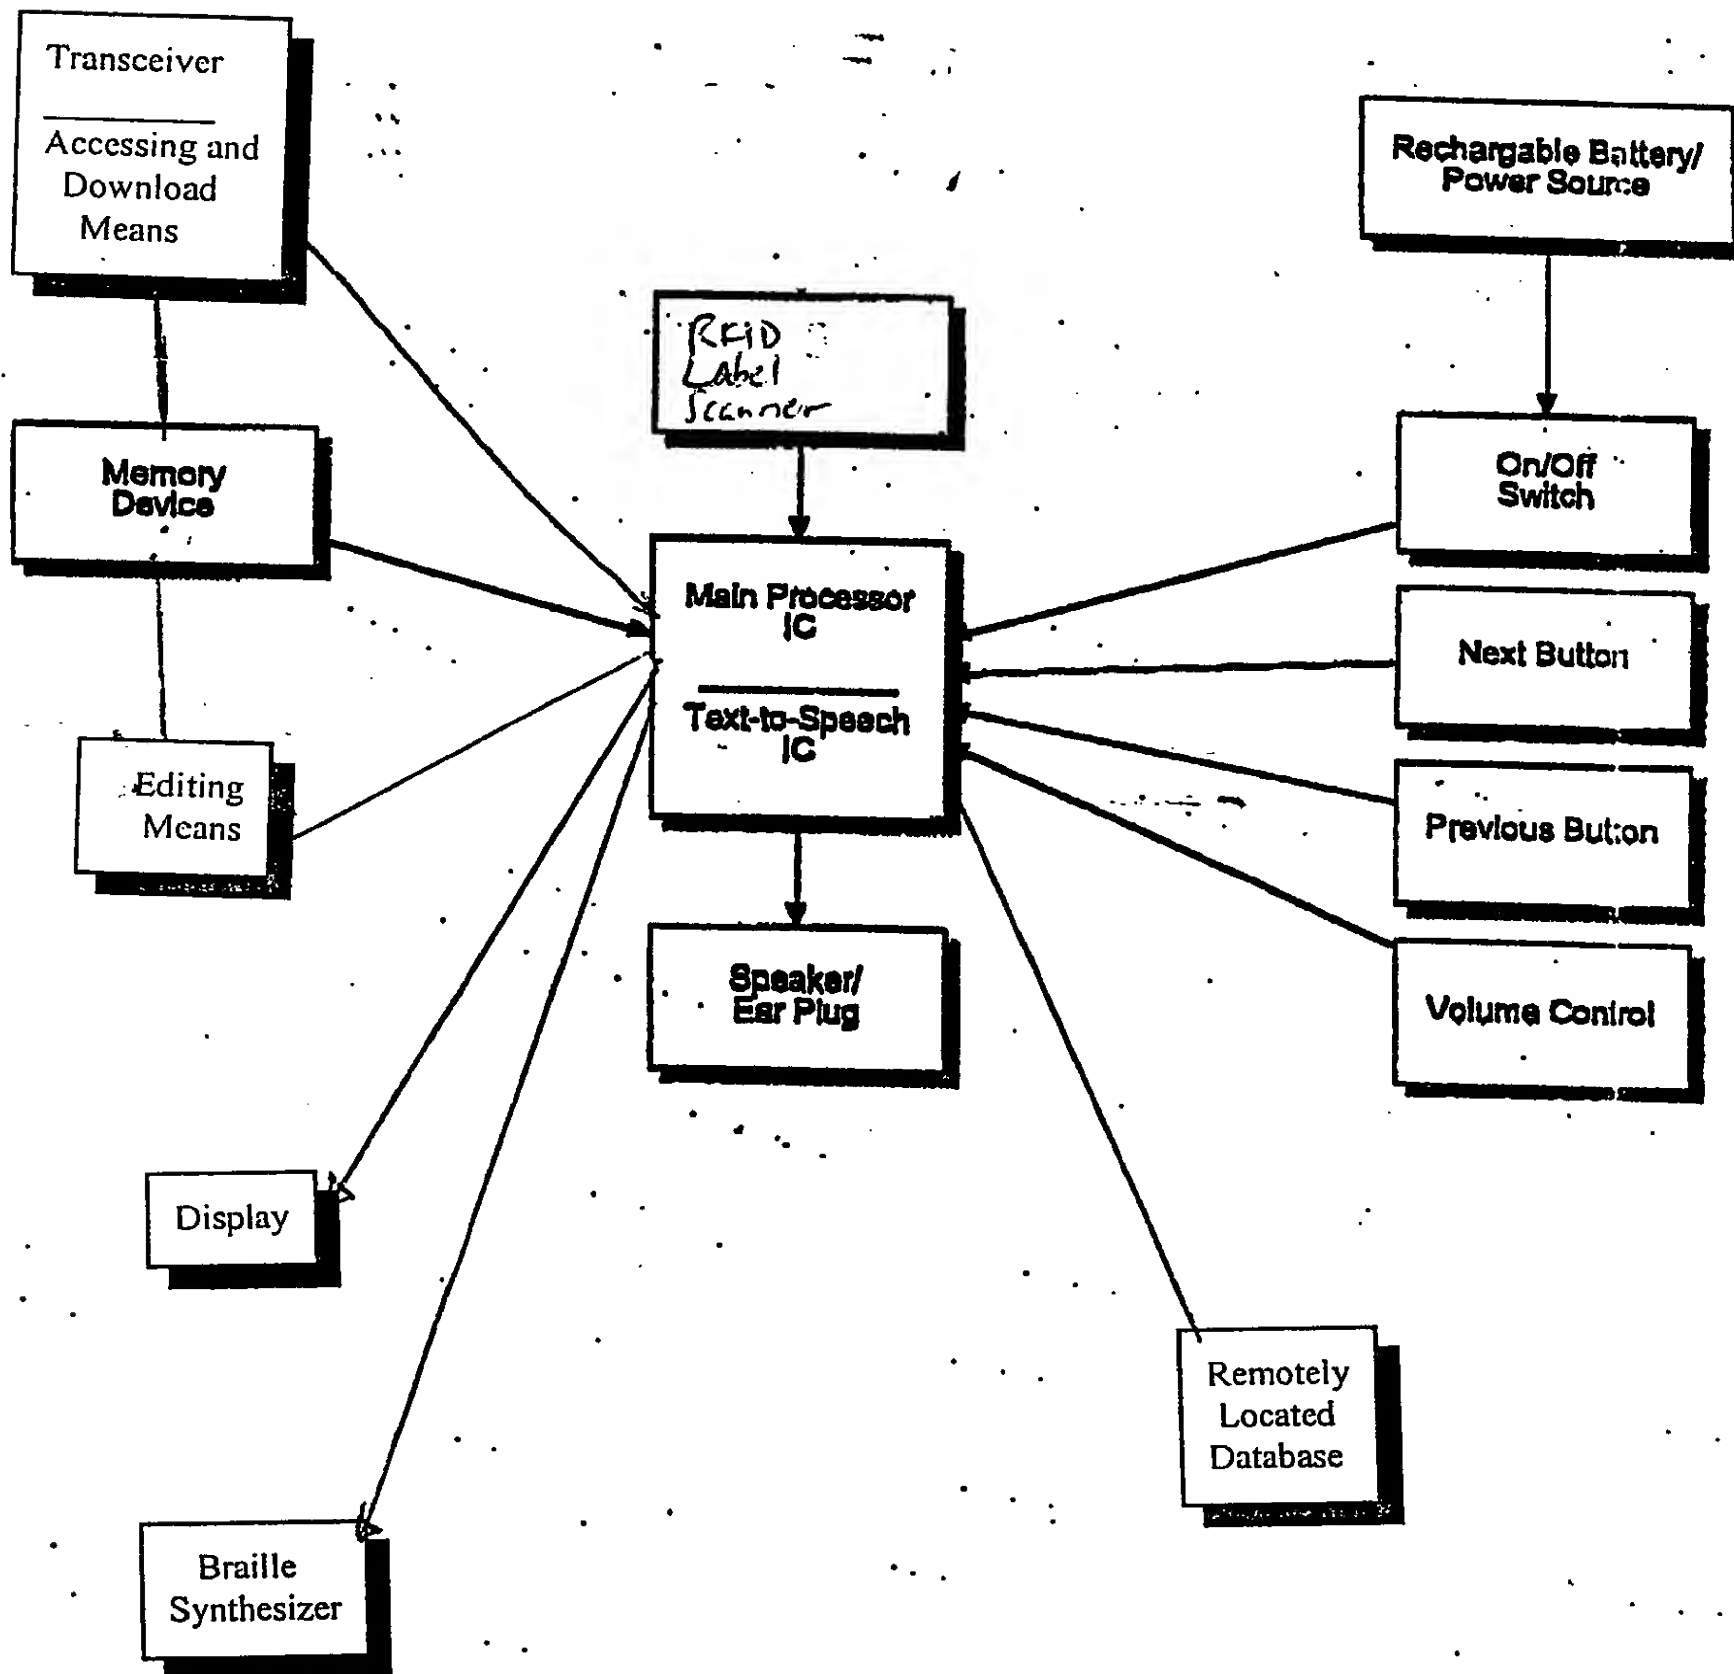 Transceiver
Accessing and
Download
Means
Rechargable Battery/
Power Source
RFID
Label
Scanner
Memory
Device
On/Off
Switch
Main Processor
IC
Text-to-Speech
IC
Next Button
Editing
Means
Previous Button
Speaker/
Ear Plug
Volume Control
Display
Remotely
Located
Database
Braille
Synthesizer